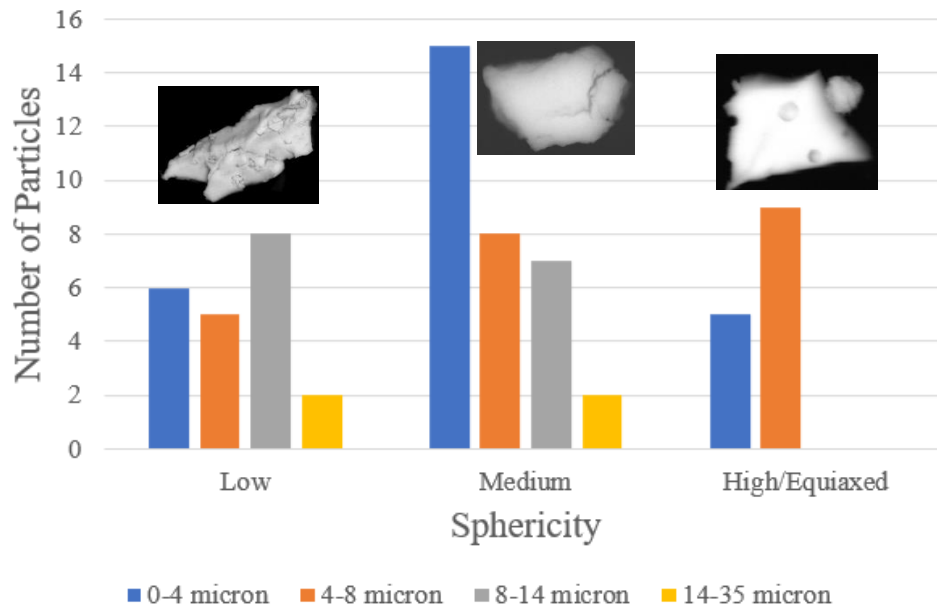 16
14
12
10
8
6
4
2
0
Number of Particles
Low Medium High/Equiaxed
Sphericity
0-4 micron 4-8 micron 8-14 micron 14-35 micron